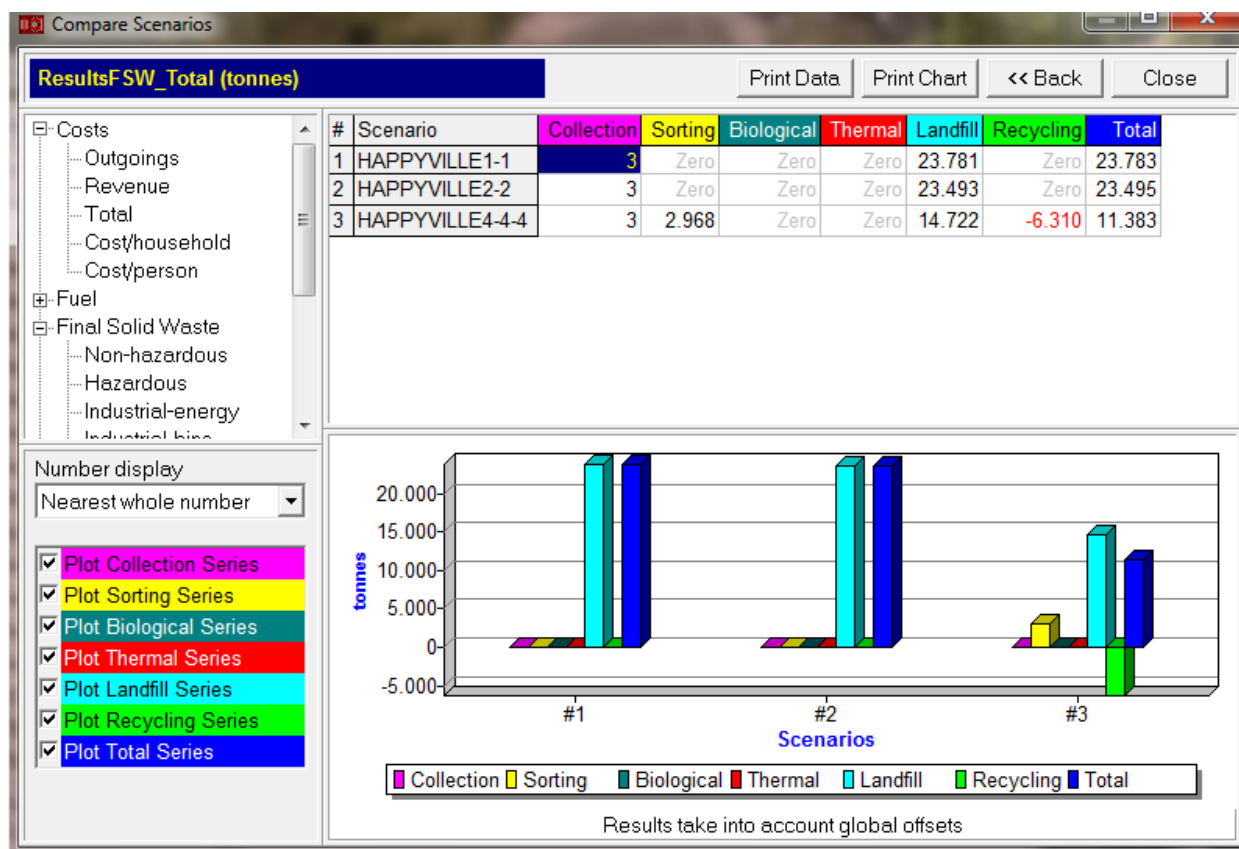 Compare Scenarios
ResultsFSW_Total (tonnes)
Print Data
Print Chart
<< Back
Close
Costs
Outgoings
Revenue
Total
Cost/household
Cost/person
Fuel
Final Solid Waste
Non-hazardous
Hazardous
Industrial-energy
# Scenario Collection Sorting Biological Thermal Landfill Recycling Total
1 HAPPYVILLE1-1 3 Zero Zero Zero 23.781 Zero 23.783
2 HAPPYVILLE2-2 3 Zero Zero Zero 23.493 Zero 23.495
3 HAPPYVILLE4-4-4 3 2.968 Zero Zero 14.722 -6.310 11.383
Number display
Nearest whole number
Plot Collection Series
Plot Sorting Series
Plot Biological Series
Plot Thermal Series
Plot Landfill Series
Plot Recycling Series
Plot Total Series
tonnes
20.000
15.000
10.000
5.000
0
-5.000
#1 #2 #3
Scenarios
Collection Sorting Biological Thermal Landfill Recycling Total
Results take into account global offsets